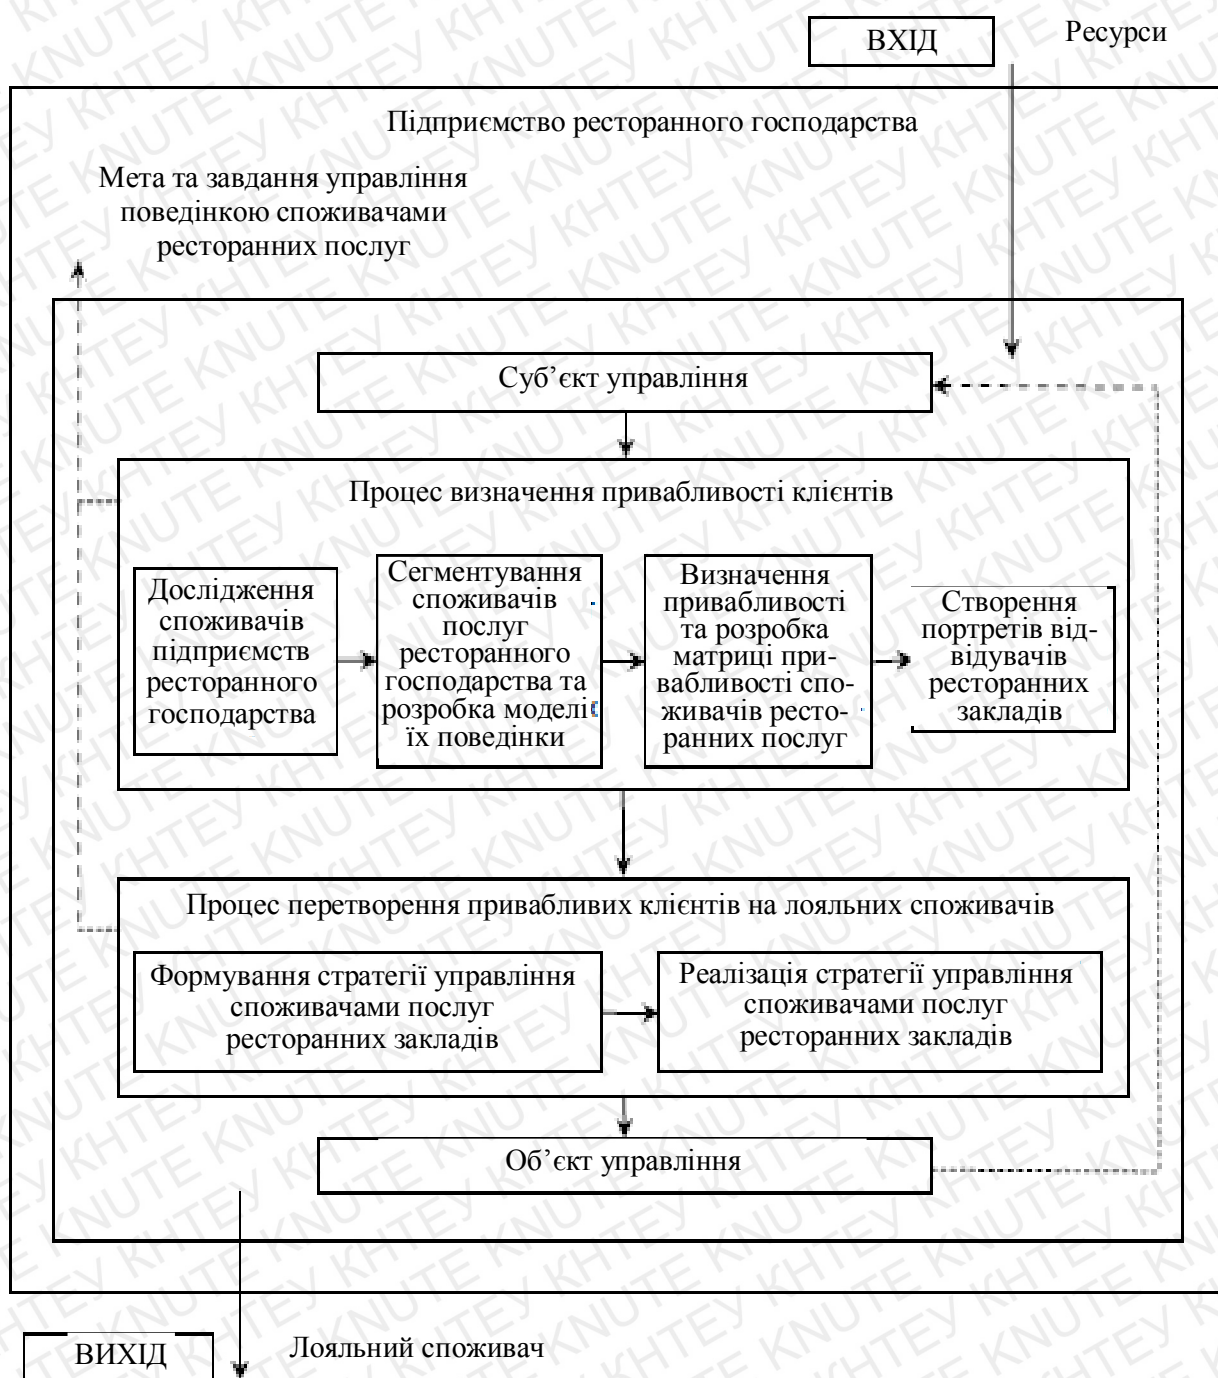 ВХІД
Ресурси
Підприємство ресторанного господарства
Мета та завдання управління
поведінкою споживачами
ресторанних послуг
Суб’єкт управління
Процес визначення привабливості клієнтів
Дослідження
споживачів
підприємств
ресторанного
господарства
Сегментування
споживачів
послуг
ресторанного
господарства та
розробка моделі
їх поведінки
Визначення
привабливості
та розробка
матриці при-
вабливості спо-
живачів ресто-
ранних послуг
Створення
портретів від-
відувачів
ресторанних
закладів
Процес перетворення привабливих клієнтів на лояльних споживачів
Формування стратегії управління
споживачами послуг
ресторанних закладів
Реалізація стратегії управління
споживачами послуг
ресторанних закладів
Об’єкт управління
ВИХІД
Лояльний споживач